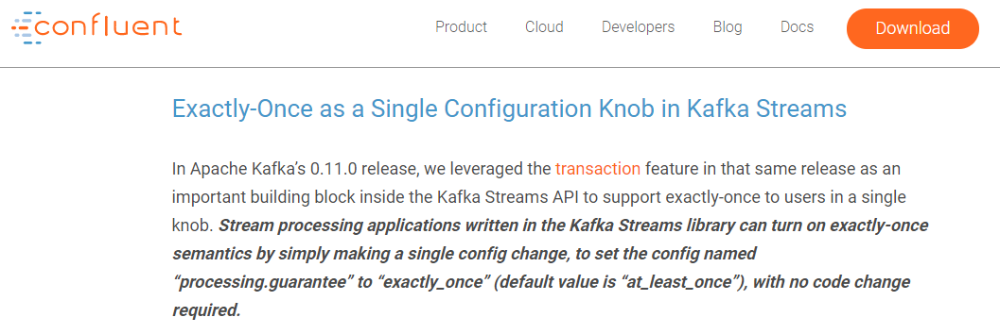 confluent
Product Cloud Developers Blog Docs Download
Exactly-Once as a Single Configuration Knob in Kafka Streams
In Apache Kafka’s 0.11.0 release, we leveraged the transaction feature in that same release as an
important building block inside the Kafka Streams API to support exactly-once to users in a single
knob. Stream processing applications written in the Kafka Streams library can turn on exactly-once
semantics by simply making a single config change, to set the config named
“processing.guarantee” to “exactly_once” (default value is “at_least_once”), with no code change
required.